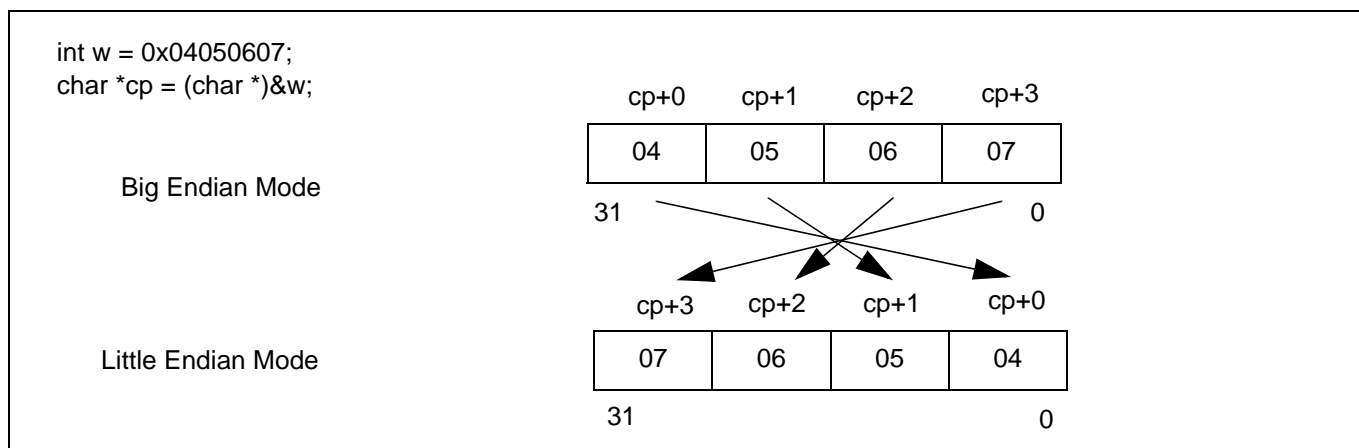 int w = 0x04050607;
char *cp = (char *)&w;
cp+0 cp+1 cp+2 cp+3
04 05 06 07
Big Endian Mode
31 0
cp+3 cp+2 cp+1 cp+0
Little Endian Mode
07 06 05 04
31 0